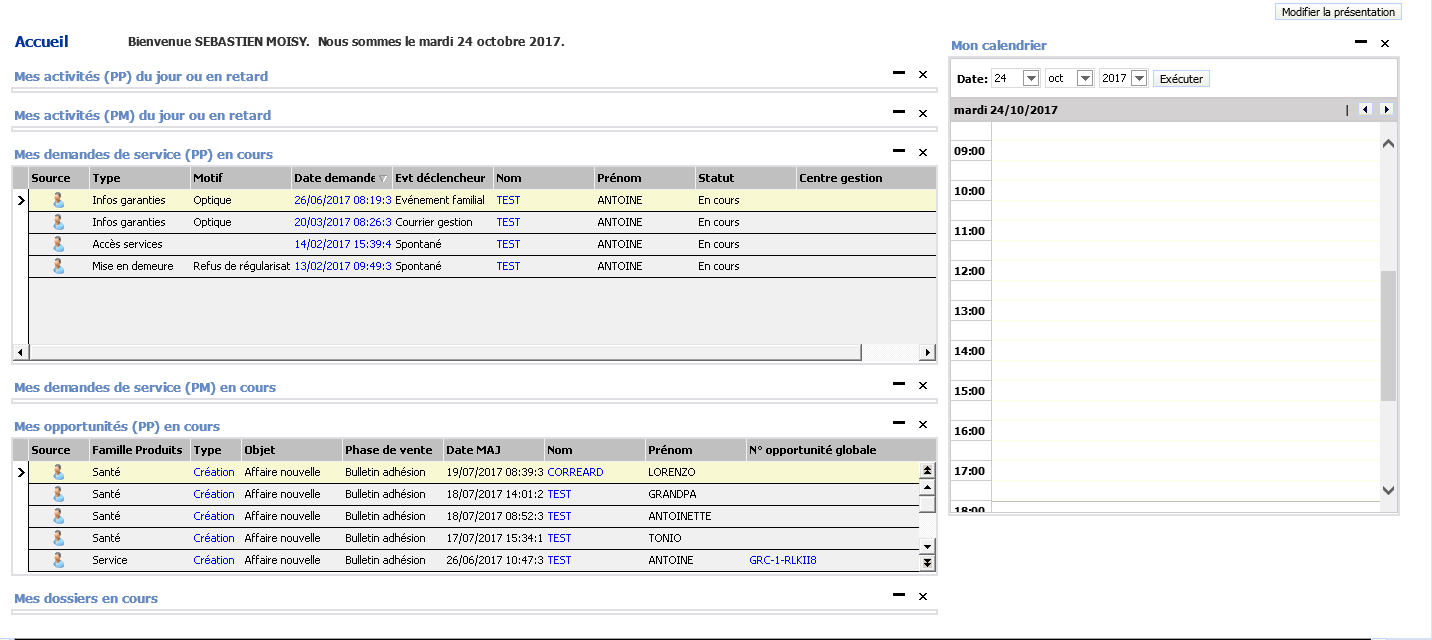 Modifier la présentation
Accueil Bienvenue SEBASTIEN MOISY. Nous sommes le mardi 24 octobre 2017.
Mes activités (PP) du jour ou en retard
Mes activités (PM) du jour ou en retard
Mes demandes de service (PP) en cours
Source Type Motif Date demande Evt déclencheur Nom Prénom Statut Centre gestion
Infos garanties Optique 26/06/2017 08:19:3 Evénement familial TEST ANTOINE En cours
Infos garanties Optique 20/03/2017 08:26:3 Courrier gestion TEST ANTOINE En cours
Accès services 14/02/2017 15:39:4 Spontané TEST ANTOINE En cours
Mise en demeure Refus de régularisat 13/02/2017 09:49:3 Spontané TEST ANTOINE En cours
Mes demandes de service (PM) en cours
Mes opportunités (PP) en cours
Source Famille Produits Type Objet Phase de vente Date MAJ Nom Prénom N° opportunité globale
Santé Création Affaire nouvelle Bulletin adhésion 19/07/2017 08:39:3 CORREARD LORENZO
Santé Création Affaire nouvelle Bulletin adhésion 18/07/2017 14:01:2 TEST GRANDPA
Santé Création Affaire nouvelle Bulletin adhésion 18/07/2017 08:52:3 TEST ANTOINETTE
Santé Création Affaire nouvelle Bulletin adhésion 17/07/2017 15:34:1 TEST TONIO
Service Création Affaire nouvelle Bulletin adhésion 26/06/2017 10:47:3 TEST ANTOINE GRC-1-RLKII8
Mes dossiers en cours
Mon calendrier
Date: 24 oct 2017 Exécuter
mardi 24/10/2017
09:00
10:00
11:00
12:00
13:00
14:00
15:00
16:00
17:00
18:00